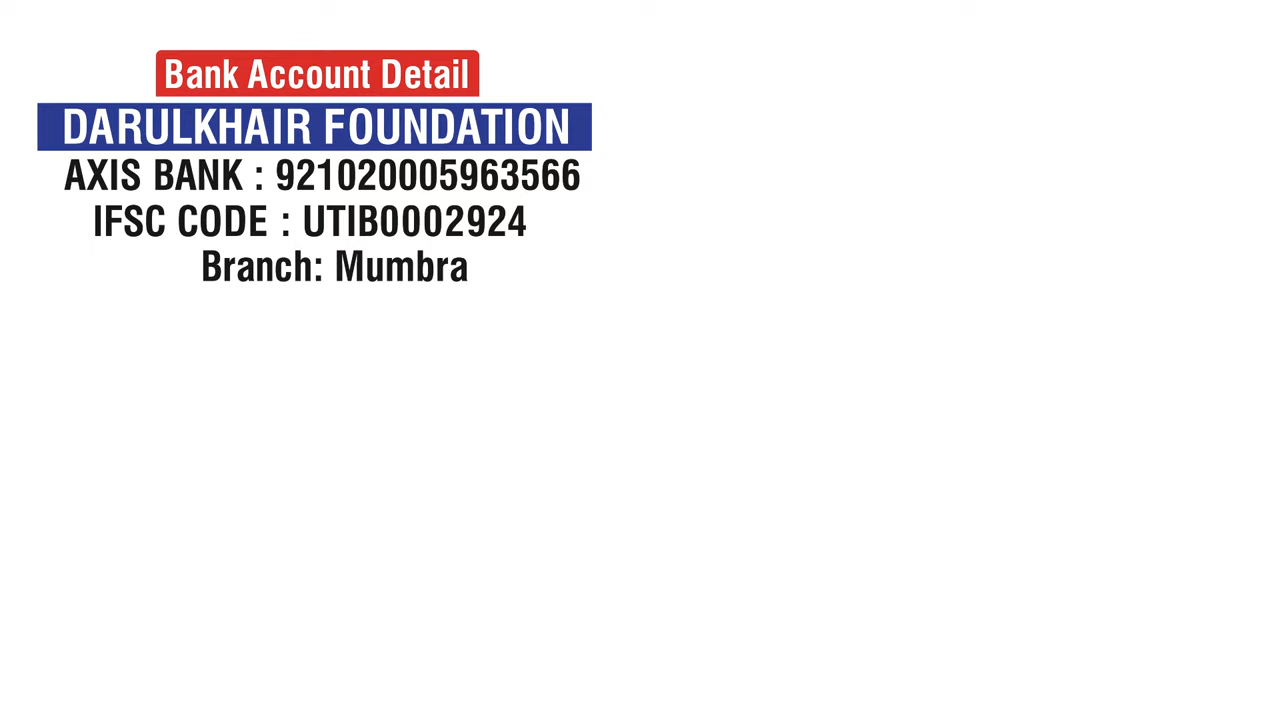 Bank Account Detail
DARULKHAIR FOUNDATION
AXIS BANK : 921020005963566
IFSC CODE : UTIB0002924
Branch: Mumbra